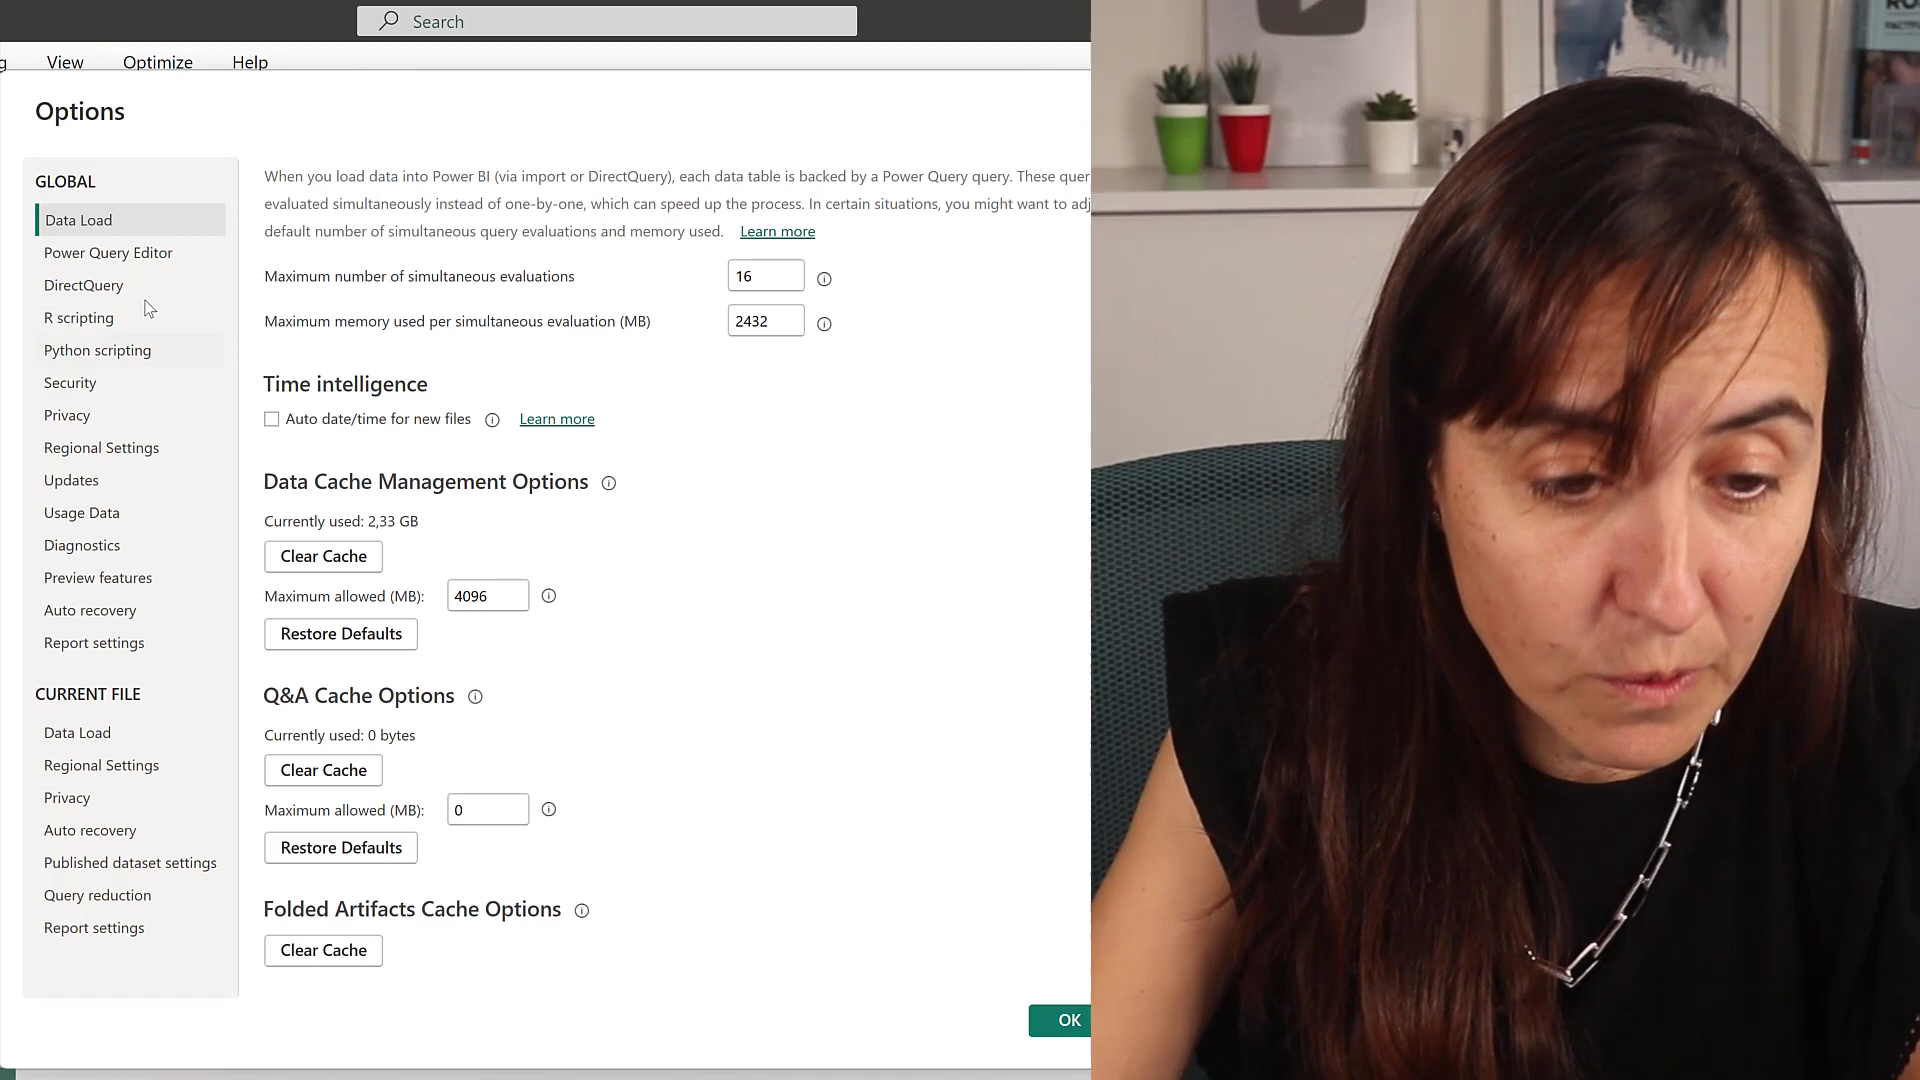 Search
View Optimize Help
Options
GLOBAL
Data Load
Power Query Editor
DirectQuery
R scripting
Python scripting
Security
Privacy
Regional Settings
Updates
Usage Data
Diagnostics
Preview features
Auto recovery
Report settings
CURRENT FILE
Data Load
Regional Settings
Privacy
Auto recovery
Published dataset settings
Query reduction
Report settings
When you load data into Power BI (via import or DirectQuery), each data table is backed by a Power Query query. These quer
evaluated simultaneously instead of one-by-one, which can speed up the process. In certain situations, you might want to adj
default number of simultaneous query evaluations and memory used. Learn more
Maximum number of simultaneous evaluations 16
Maximum memory used per simultaneous evaluation (MB) 2432
Time intelligence
Auto date/time for new files Learn more
Data Cache Management Options
Currently used: 2,33 GB
Clear Cache
Maximum allowed (MB): 4096
Restore Defaults
Q&A Cache Options
Currently used: 0 bytes
Clear Cache
Maximum allowed (MB): 0
Restore Defaults
Folded Artifacts Cache Options
Clear Cache
OK